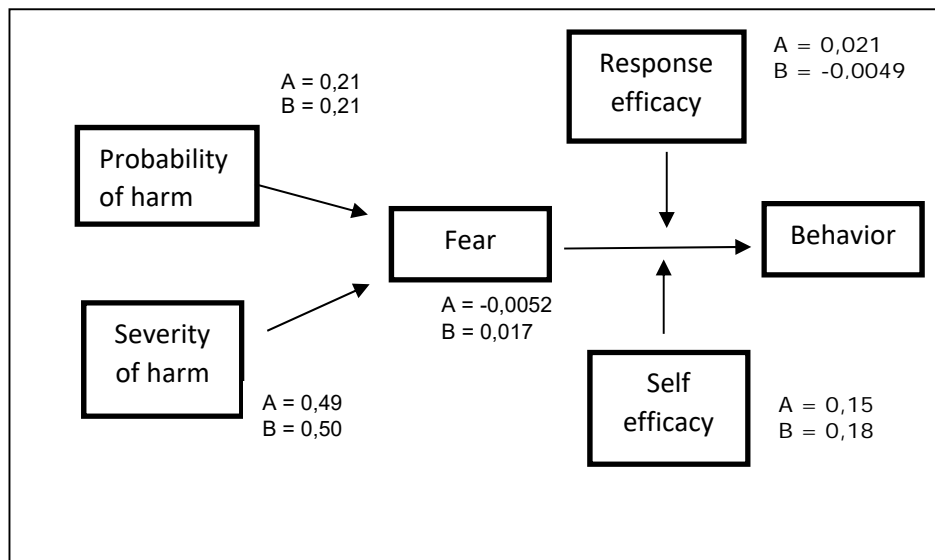 A = 0,021
B = -0,0049
Response
efficacy
A = 0,21
B = 0,21
Probability
of harm
Fear
Behavior
A = -0,0052
B = 0,017
Severity
of harm
A = 0,49
B = 0,50
Self
efficacy
A = 0,15
B = 0,18